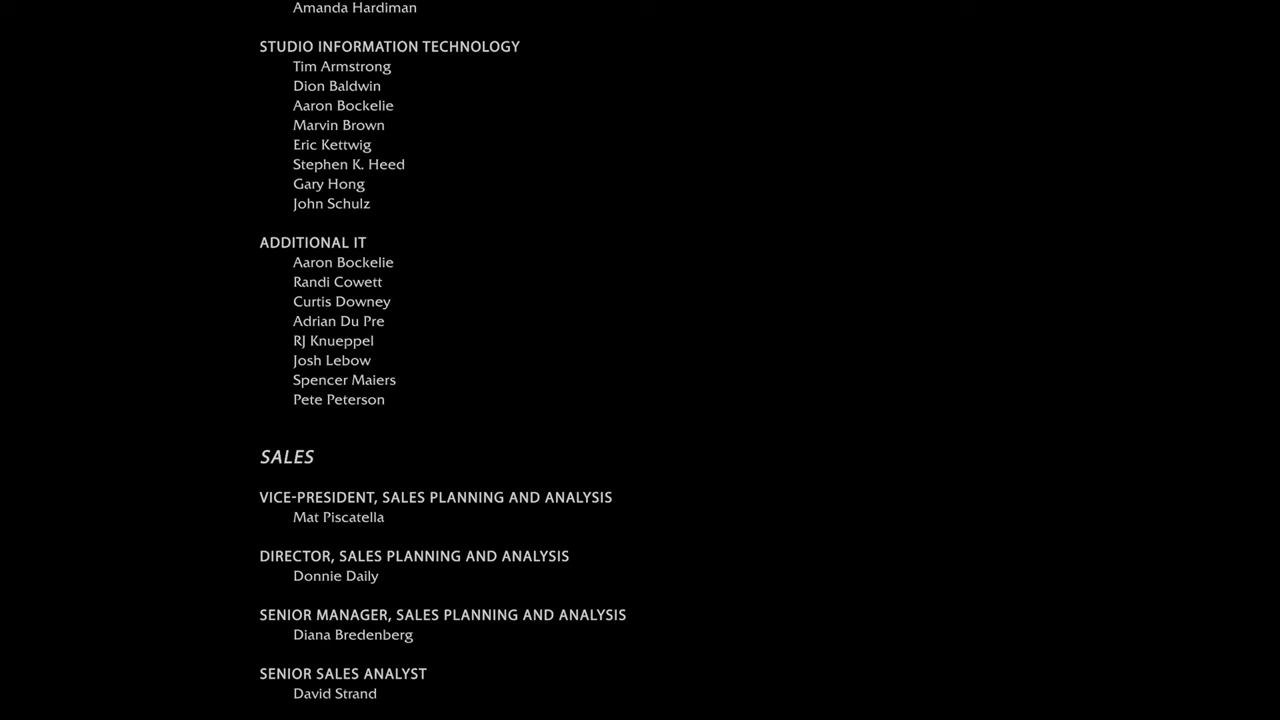 Amanda Hardiman
STUDIO INFORMATION TECHNOLOGY
Tim Armstrong
Dion Baldwin
Aaron Bockelie
Marvin Brown
Eric Kettwig
Stephen K. Heed
Gary Hong
John Schulz
ADDITIONAL IT
Aaron Bockelie
Randi Cowett
Curtis Downey
Adrian Du Pre
RJ Knueppel
Josh Lebow
Spencer Maiers
Pete Peterson
SALES
VICE-PRESIDENT, SALES PLANNING AND ANALYSIS
Mat Piscatella
DIRECTOR, SALES PLANNING AND ANALYSIS
Donnie Daily
SENIOR MANAGER, SALES PLANNING AND ANALYSIS
Diana Bredenberg
SENIOR SALES ANALYST
David Strand